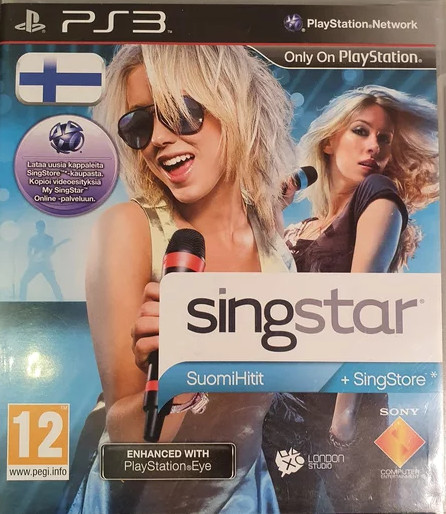 PS3™
PlayStation®Network
Only On PlayStation®
Lataa uusia kappaleita
SingStore™-kaupasta.
Kopioi videoesityksiä
My SingStar™
Online -palveluun.
singstar®
SuomiHitit
+ SingStore*
12
www.pegi.info
ENHANCED WITH
PlayStation®Eye
LONDON
STUDIO
SONY
COMPUTER
ENTERTAINMENT®